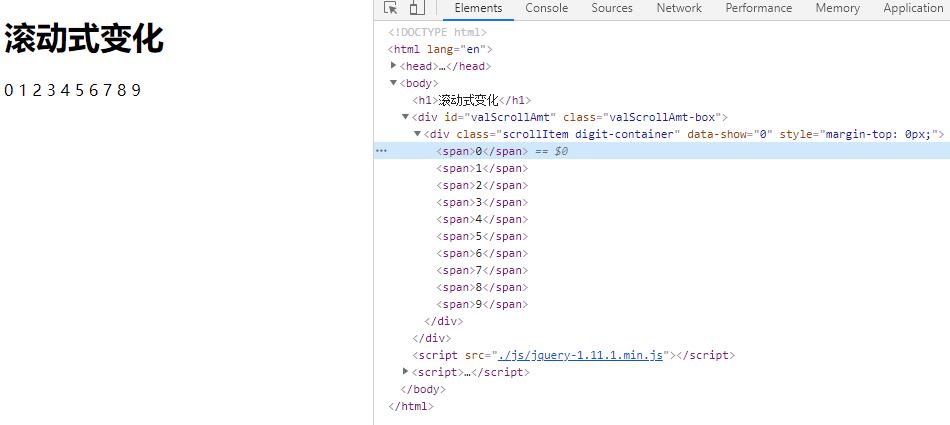 滚动式变化
0 1 2 3 4 5 6 7 8 9
Elements Console Sources Network Performance Memory Application
<!DOCTYPE html>
<html lang="en">
<head>…</head>
<body>
<h1>滚动式变化</h1>
<div id="valScrollAmt" class="valScrollAmt-box">
<div class="scrollItem digit-container" data-show="0" style="margin-top: 0px;">
<span>0</span> == $0
<span>1</span>
<span>2</span>
<span>3</span>
<span>4</span>
<span>5</span>
<span>6</span>
<span>7</span>
<span>8</span>
<span>9</span>
</div>
</div>
<script src="./js/jquery-1.11.1.min.js"></script>
<script>…</script>
</body>
</html>